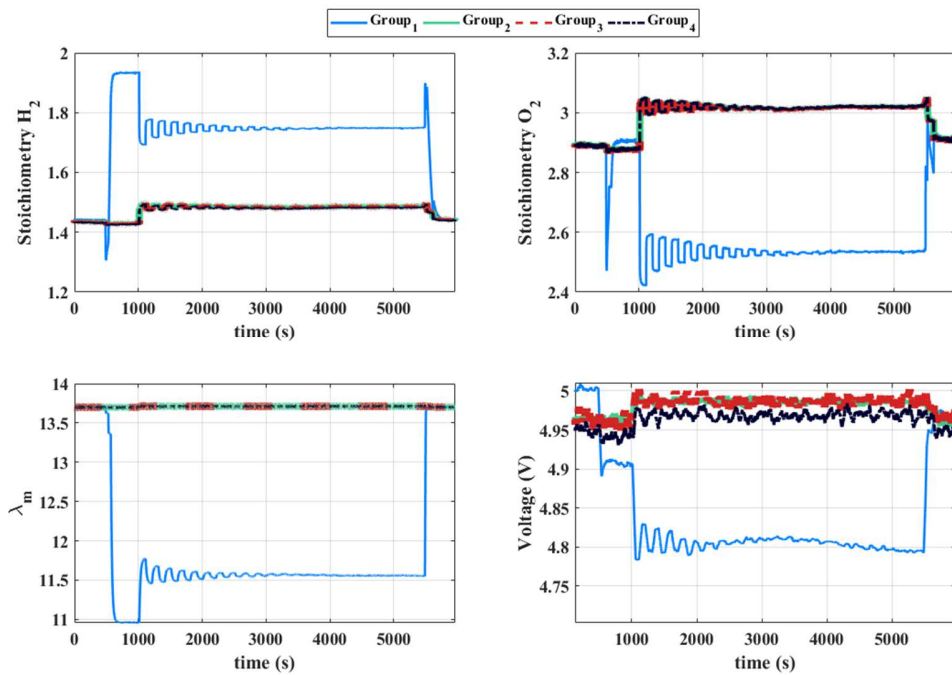 Group1 Group2 Group3 Group4
2
1.8
1.6
1.4
1.2
Stoichiometry H2
0 1000 2000 3000 4000 5000
time (s)
3.2
3
2.8
2.6
2.4
Stoichiometry O2
0 1000 2000 3000 4000 5000
time (s)
14
13.5
13
12.5
12
11.5
11
λm
0 1000 2000 3000 4000 5000
time (s)
5
4.95
4.9
4.85
4.8
4.75
Voltage (V)
1000 2000 3000 4000 5000
time (s)